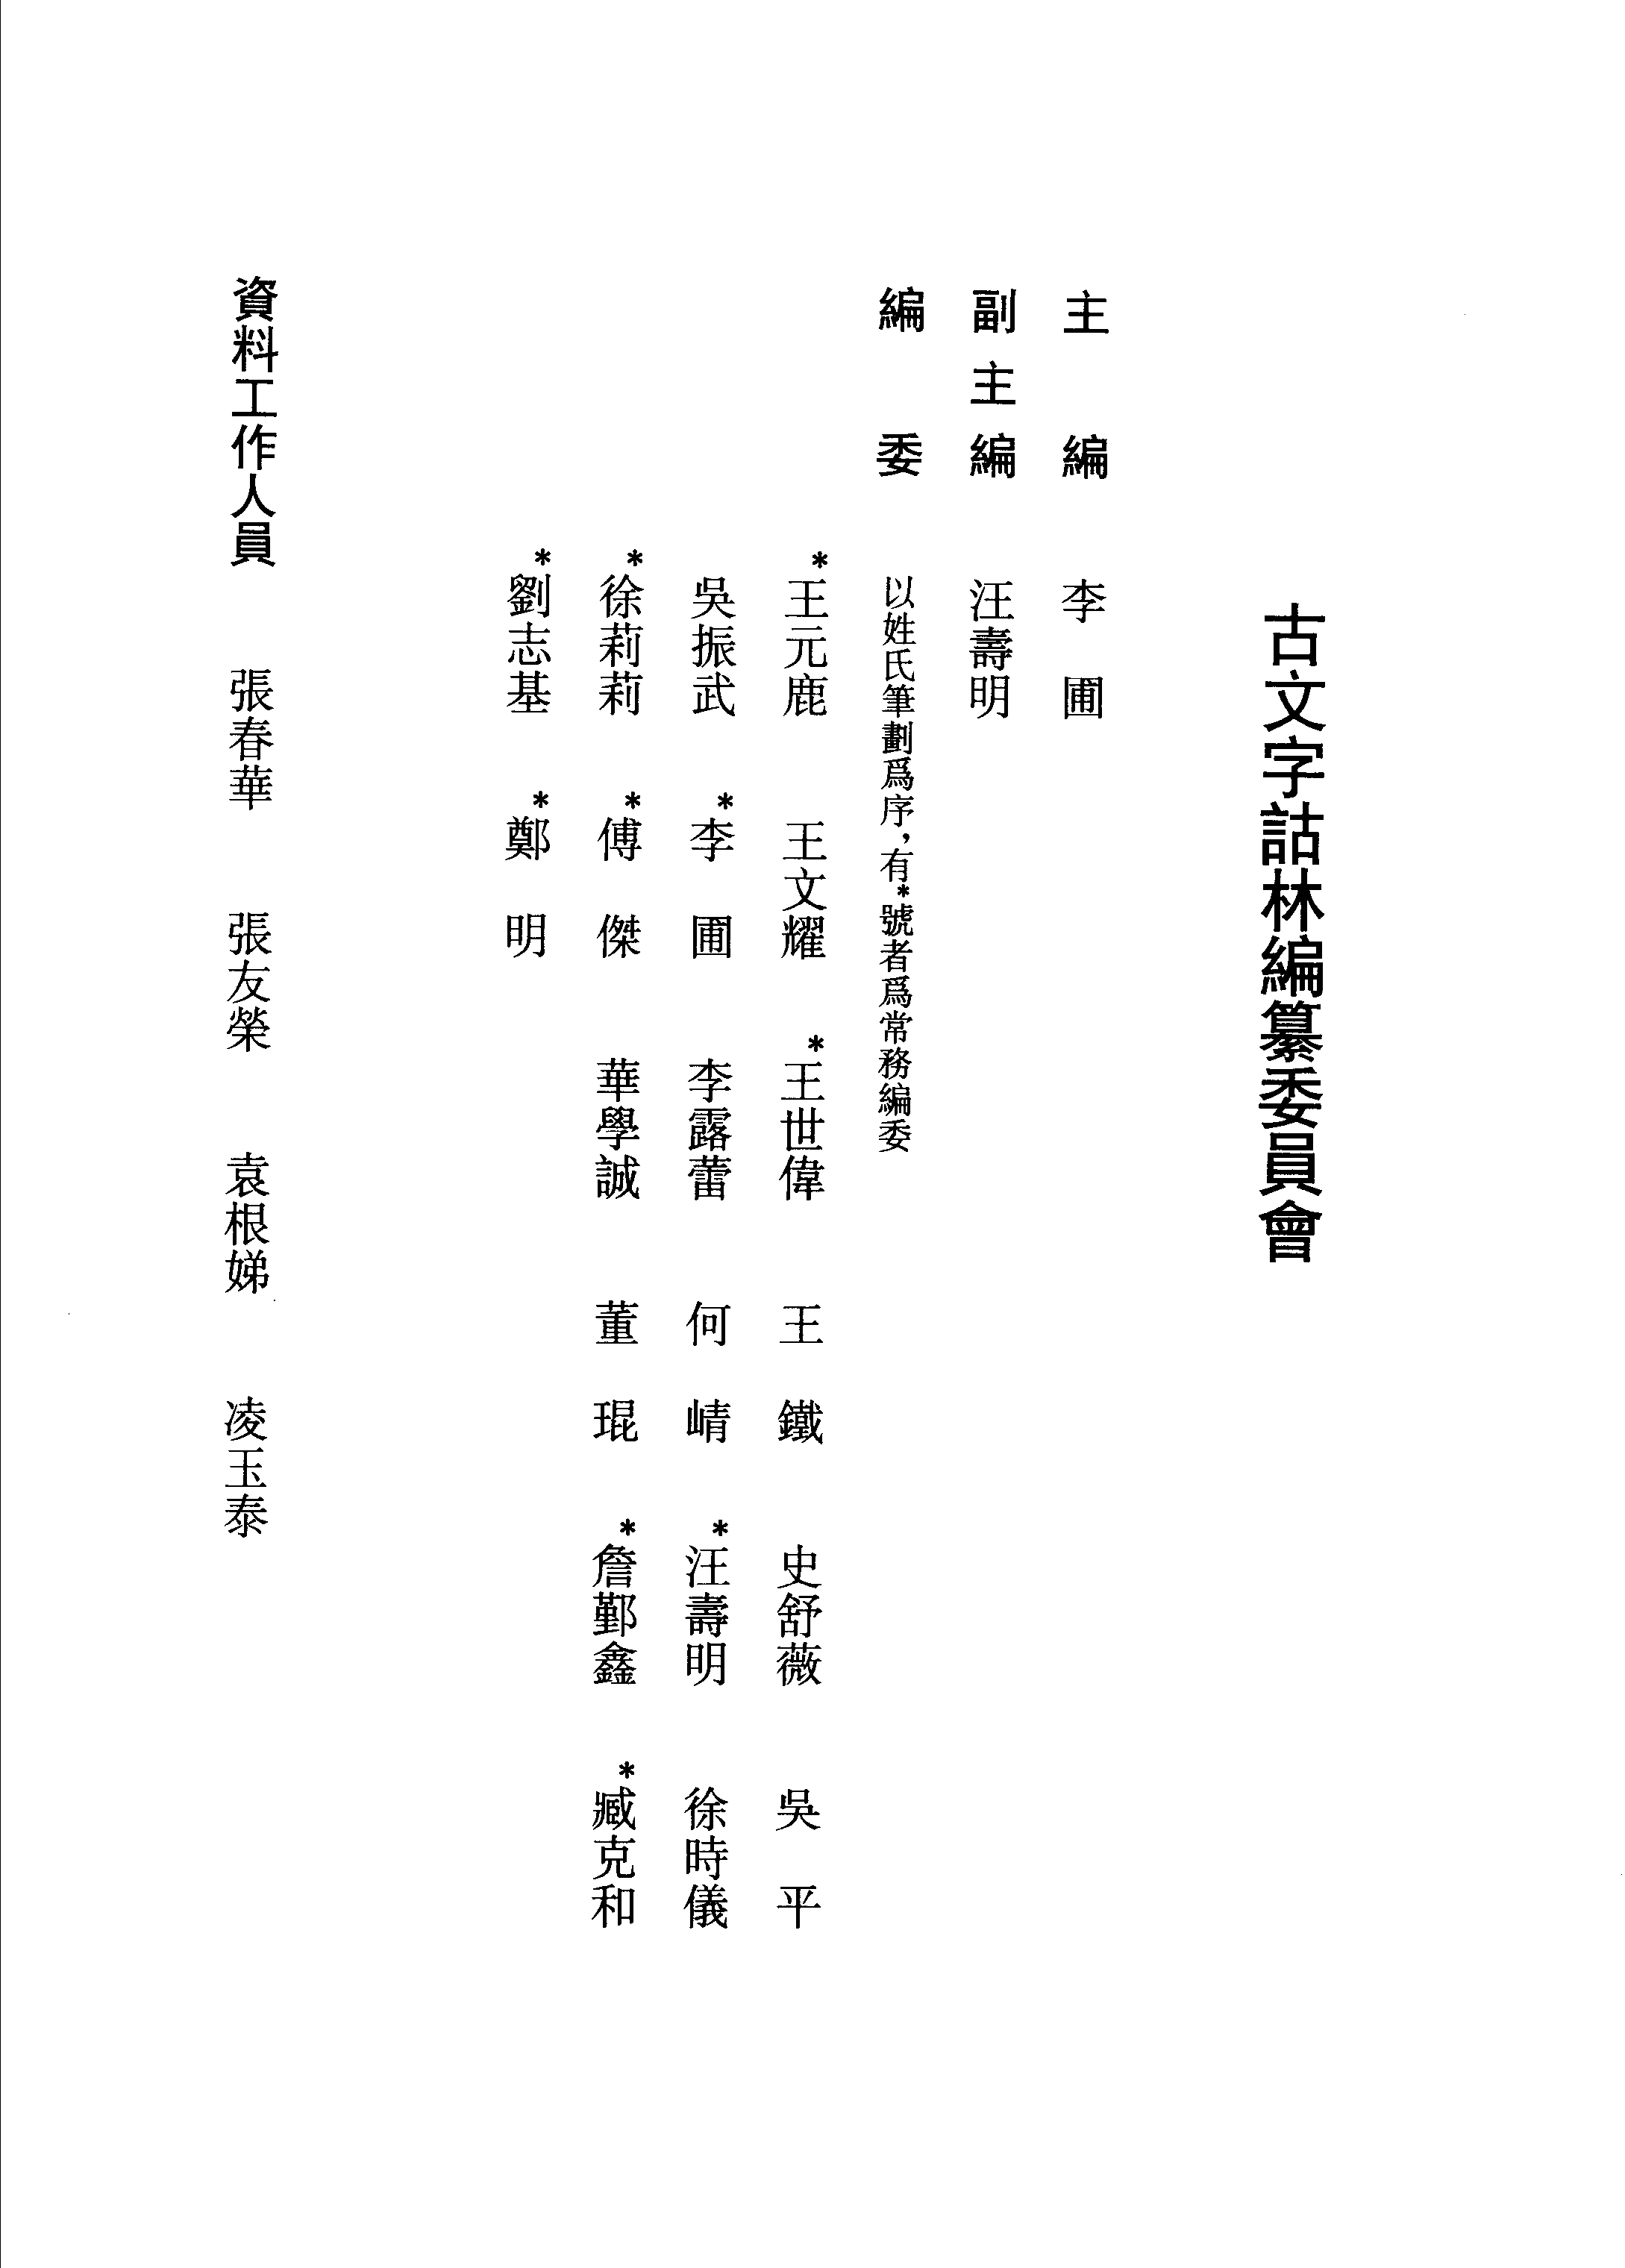 古文字詁林編纂委員會
主編 李圃
副主編 汪壽明
編委 以姓氏筆劃爲序，有*號者爲常務編委
*王元鹿 王文耀 *王世偉 王鐵 史舒薇 吳平
吳振武 *李圃 李露蕾 何崝 *汪壽明 徐時儀
*徐莉莉 *傅傑 華學誠 董琨 *詹鄞鑫 *臧克和
*劉志基 *鄭明
資料工作人員 張春華 張友榮 袁根娣 凌玉泰